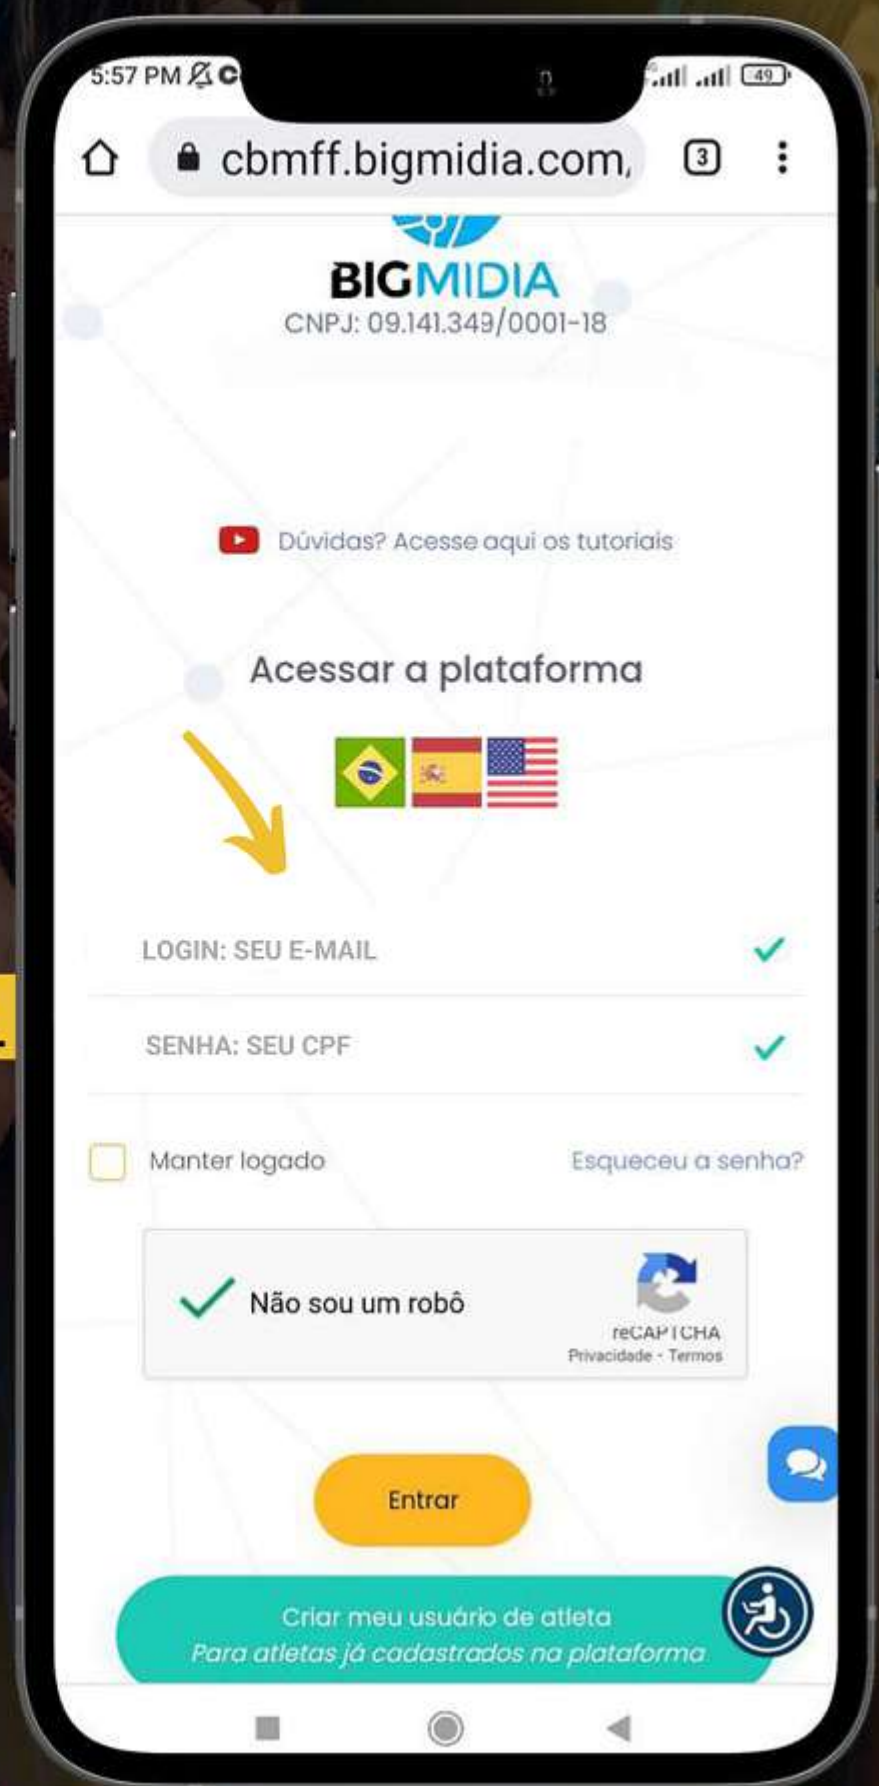 5:57 PM
49
cbmff.bigmidia.com,
3
BIGMIDIA
CNPJ: 09.141.349/0001-18
Dúvidas? Acesse aqui os tutoriais
Acessar a plataforma
LOGIN: SEU E-MAIL
SENHA: SEU CPF
Manter logado
Esqueceu a senha?
Não sou um robô
reCAPTCHA
Privacidade - Termos
Entrar
Criar meu usuário de atleta
Para atletas já cadastrados na plataforma